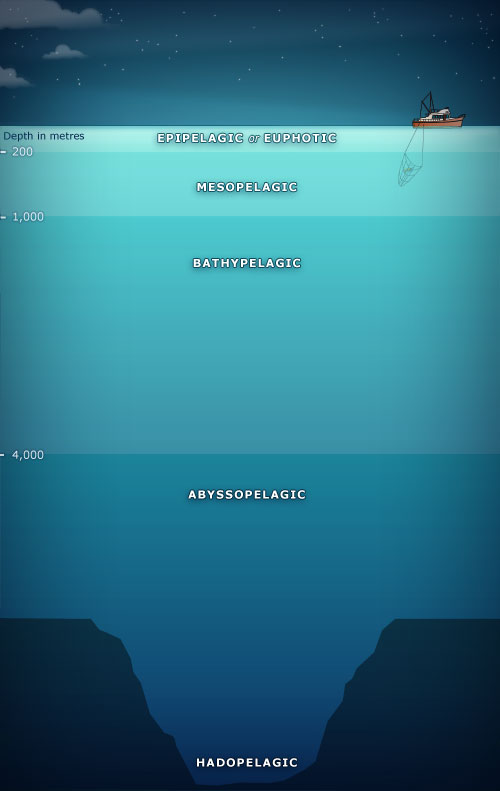 Depth in metres
EPIPELAGIC or EUPHOTIC
200
MESOPELAGIC
1,000
BATHYPELAGIC
4,000
ABYSSOPELAGIC
HADOPELAGIC